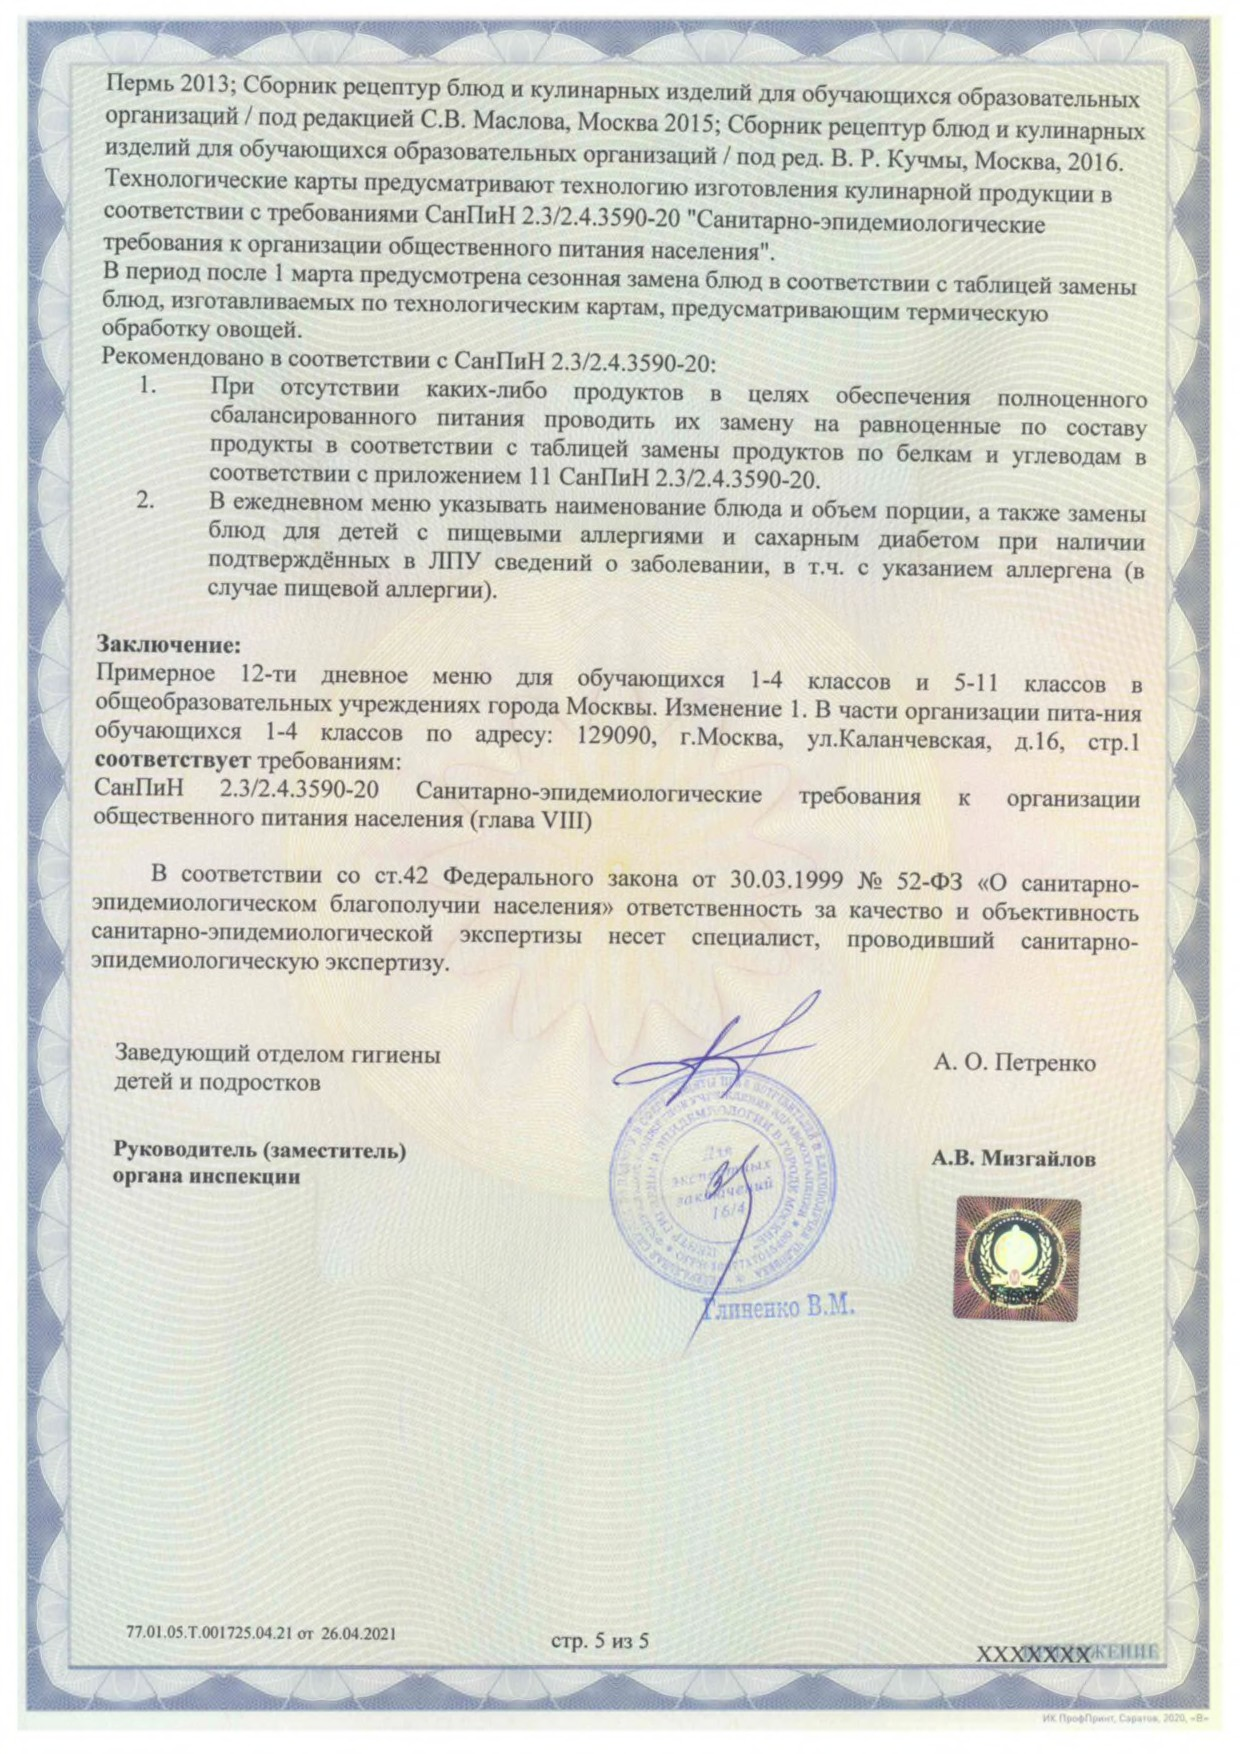 Пермь 2013; Сборник рецептур блюд и кулинарных изделий для обучающихся образовательных
организаций / под редакцией С.В. Маслова, Москва 2015; Сборник рецептур блюд и кулинарных
изделий для обучающихся образовательных организаций / под ред. В. Р. Кучмы, Москва, 2016.
Технологические карты предусматривают технологию изготовления кулинарной продукции в
соответствии с требованиями СанПиН 2.3/2.4.3590-20 "Санитарно-эпидемиологические
требования к организации общественного питания населения".
В период после 1 марта предусмотрена сезонная замена блюд в соответствии с таблицей замены
блюд, изготавливаемых по технологическим картам, предусматривающим термическую
обработку овощей.
Рекомендовано в соответствии с СанПиН 2.3/2.4.3590-20:
1. При отсутствии каких-либо продуктов в целях обеспечения полноценного
сбалансированного питания проводить их замену на равноценные по составу
продукты в соответствии с таблицей замены продуктов по белкам и углеводам в
соответствии с приложением 11 СанПиН 2.3/2.4.3590-20.
2. В ежедневном меню указывать наименование блюда и объем порции, а также замены
блюд для детей с пищевыми аллергиями и сахарным диабетом при наличии
подтверждённых в ЛПУ сведений о заболевании, в т.ч. с указанием аллергена (в
случае пищевой аллергии).
Заключение:
Примерное 12-ти дневное меню для обучающихся 1-4 классов и 5-11 классов в
общеобразовательных учреждениях города Москвы. Изменение 1. В части организации пита-ния
обучающихся 1-4 классов по адресу: 129090, г.Москва, ул.Каланчевская, д.16, стр.1
соответствует требованиям:
СанПиН 2.3/2.4.3590-20 Санитарно-эпидемиологические требования к организации
общественного питания населения (глава VIII)
В соответствии со ст.42 Федерального закона от 30.03.1999 № 52-ФЗ «О санитарно-
эпидемиологическом благополучии населения» ответственность за качество и объективность
санитарно-эпидемиологической экспертизы несет специалист, проводивший санитарно-
эпидемиологическую экспертизу.
Заведующий отделом гигиены
детей и подростков
А. О. Петренко
Руководитель (заместитель)
органа инспекции
А.В. Мизгайлов
Для
экспертных
заключений
16/4
Глиненко В.М.
77.01.05.Т.001725.04.21 от 26.04.2021
стр. 5 из 5
XXXXXXX
ИК ПрофПринт, Саратов, 2020, «В»